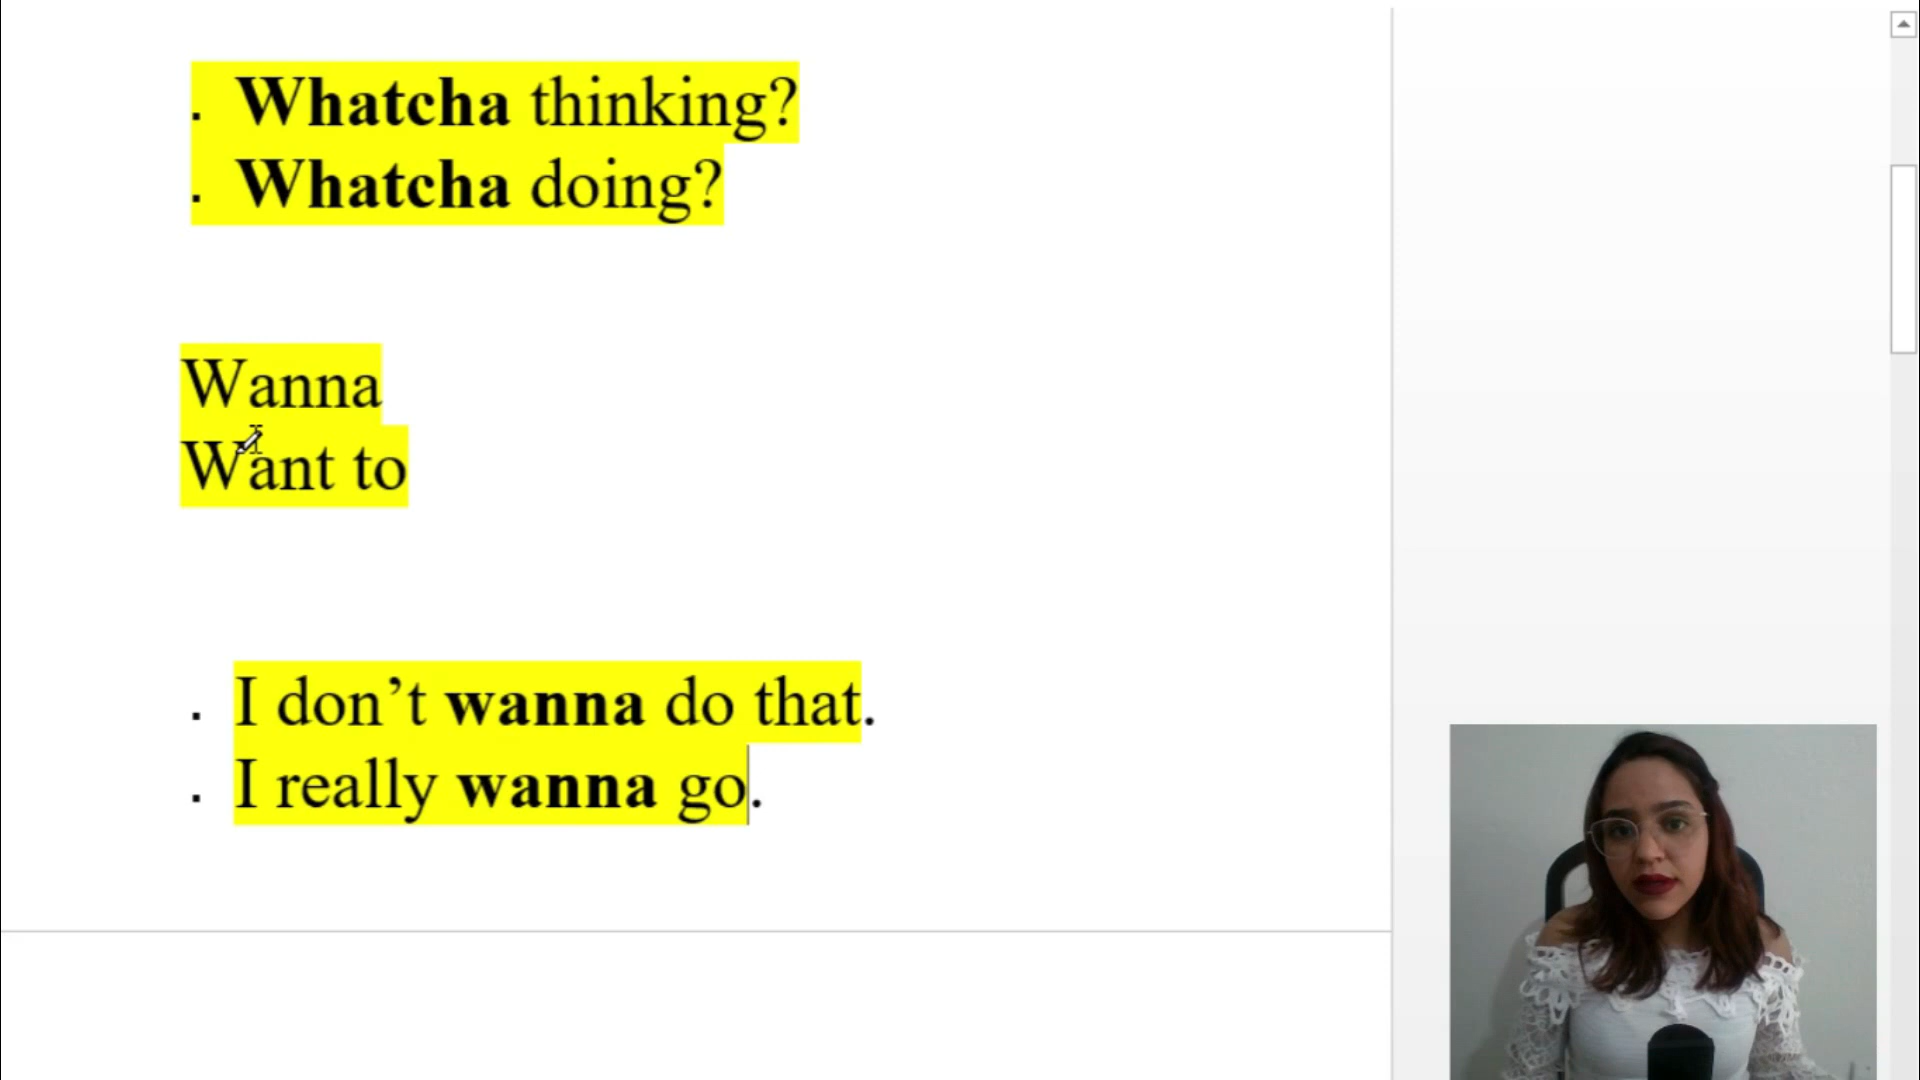 . Whatcha thinking?
. Whatcha doing?
Wanna
Want to
. I don’t wanna do that.
. I really wanna go.